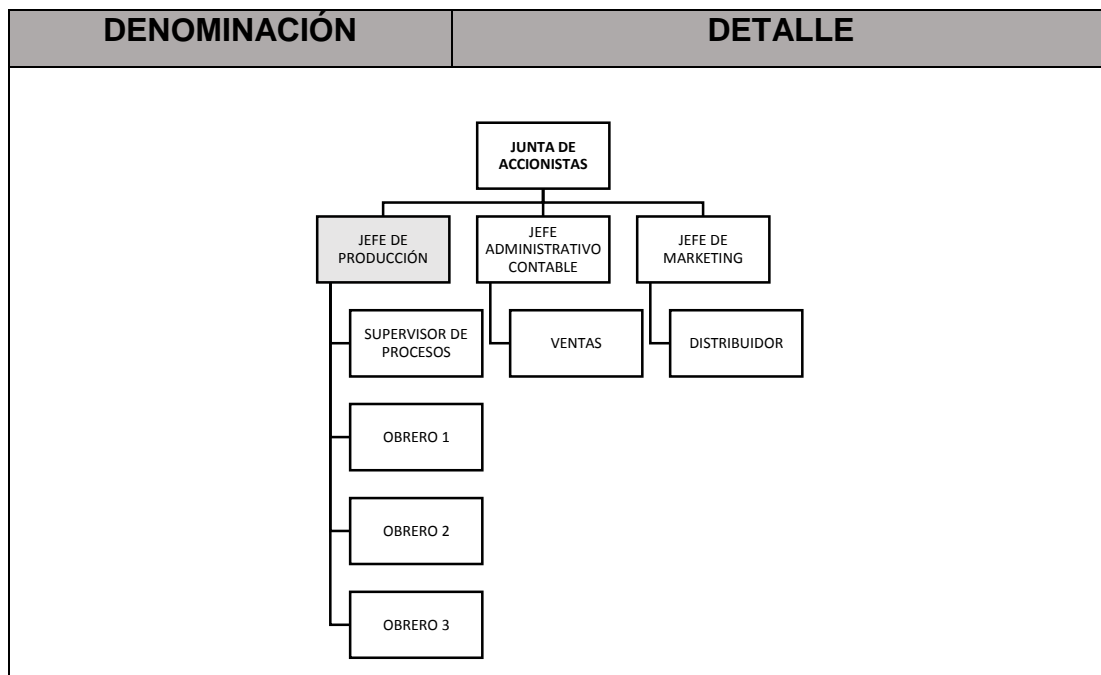 DENOMINACIÓN
DETALLE
JUNTA DE
ACCIONISTAS
JEFE DE
PRODUCCIÓN
JEFE
ADMINISTRATIVO
CONTABLE
JEFE DE
MARKETING
SUPERVISOR DE
PROCESOS
VENTAS
DISTRIBUIDOR
OBRERO 1
OBRERO 2
OBRERO 3